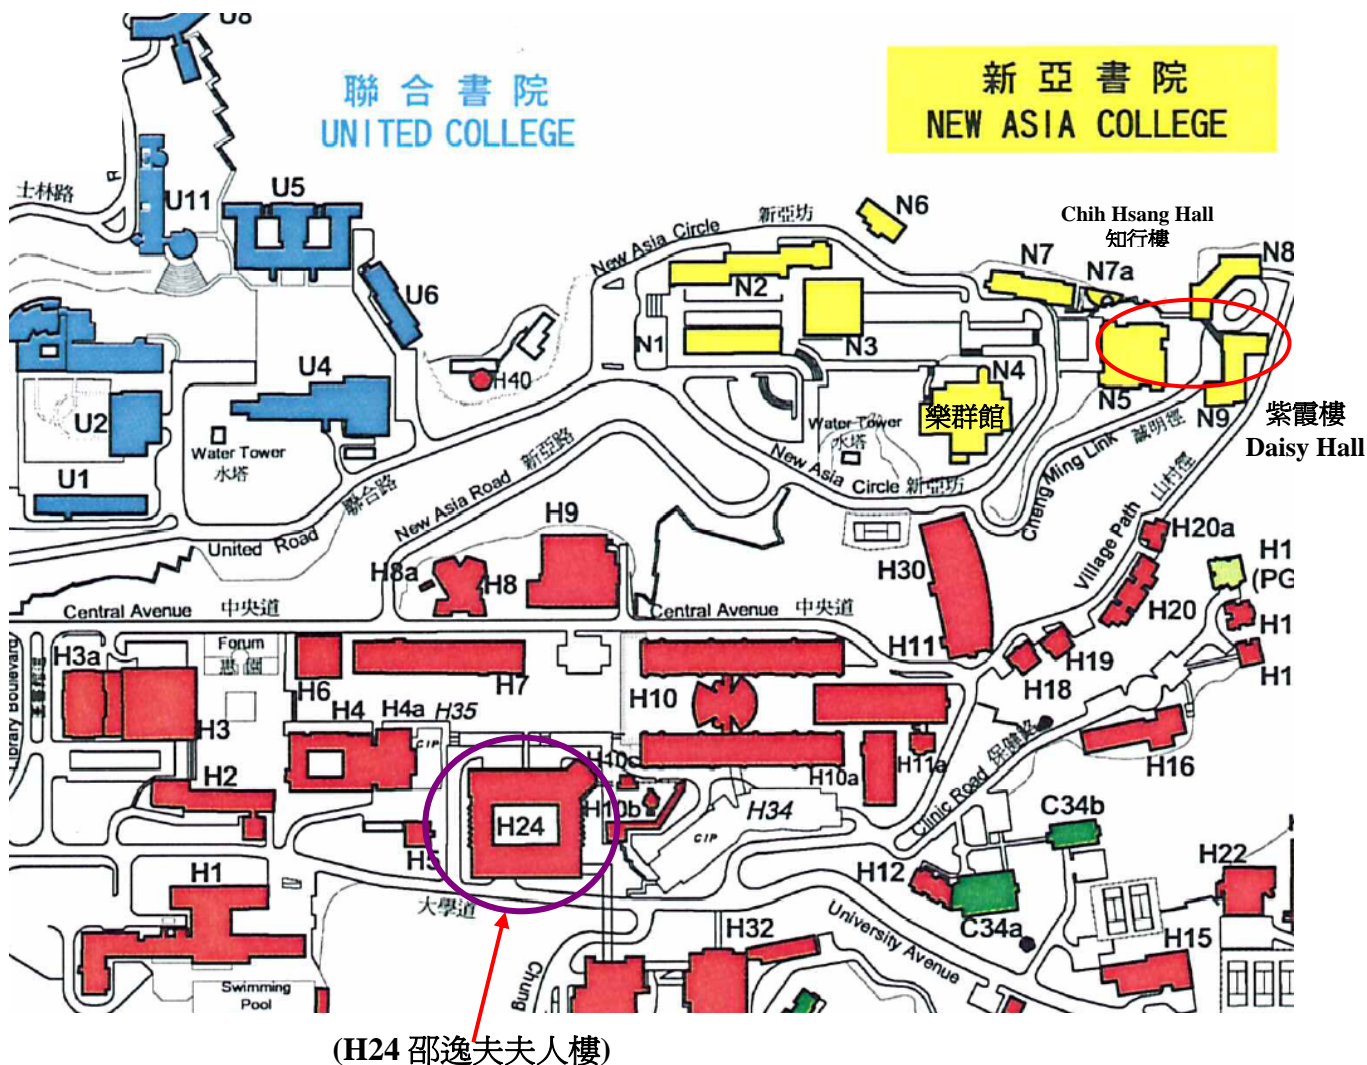 U8
聯合書院
UNITED COLLEGE
新亞書院
NEW ASIA COLLEGE
士林路
U11
U5
U6
U4
U2
U1
Water Tower
水塔
聯合路
United Road
New Asia Road 新亞路
New Asia Circle 新亞坊
N6
Chih Hsang Hall
知行樓
N7
N7a
N8
N2
N1
N3
N4
樂群館
N5
N9
紫霞樓
Daisy Hall
H40
Water Tower
水塔
New Asia Circle 新亞坊
Cheng Ming Link 誠明徑
Village Path 山村徑
H9
H8a
H8
H30
H20a
H20
H1
(PG
H1
H1
Central Avenue 中央道
Central Avenue 中央道
Forum
H3a
H3
H6
H7
H4
H4a
H35
CIP
H10
H11
H19
H18
H16
H2
H10c
H10b
H10a
H11a
H34
CIP
Clinic Road 保健路
H24
H5
H1
大學道
H12
C34b
C34a
H22
H15
H32
University Avenue
Chung
Swimming
Pool
(H24 邵逸夫夫人樓)